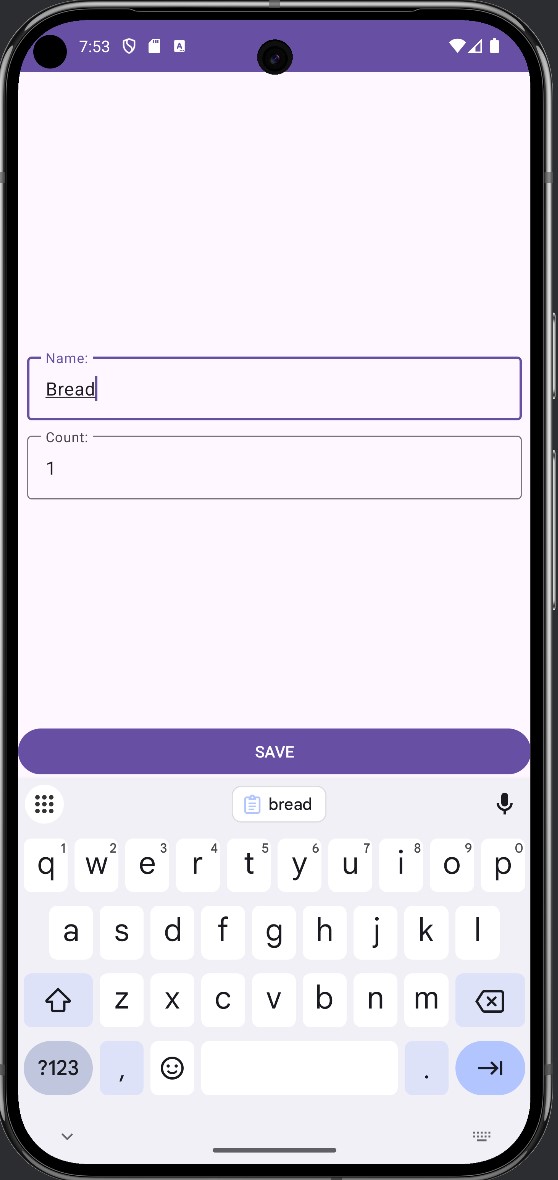 7:53
Name:
Bread
Count:
1
SAVE
bread
q1 w2 e3 r4 t5 y6 u7 i8 o9 p0
a s d f g h j k l
z x c v b n m
?123 , .